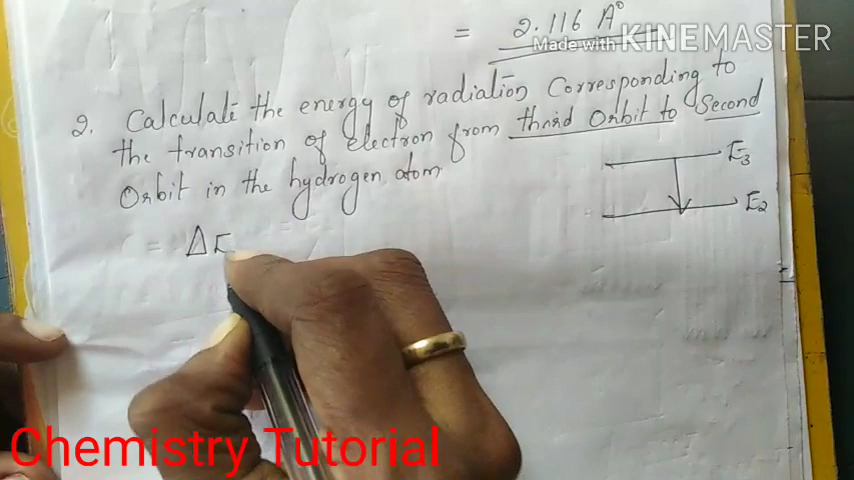 = 2.116 A°
Made with KINEMASTER
2. Calculate the energy of radiation Corresponding to
the transition of electron from third Orbit to Second
Orbit in the hydrogen atom
E3
E2
= ΔE
Chemistry Tutorial